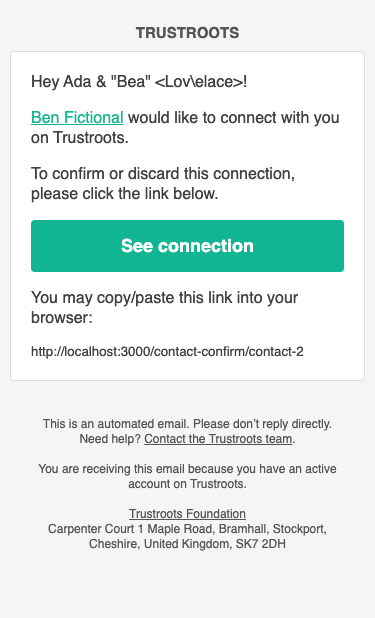 TRUSTROOTS
Hey Ada & "Bea" <Lov\elace>!
Ben Fictional would like to connect with you
on Trustroots.
To confirm or discard this connection,
please click the link below.
See connection
You may copy/paste this link into your
browser:
http://localhost:3000/contact-confirm/contact-2
This is an automated email. Please don’t reply directly.
Need help? Contact the Trustroots team.
You are receiving this email because you have an active
account on Trustroots.
Trustroots Foundation
Carpenter Court 1 Maple Road, Bramhall, Stockport,
Cheshire, United Kingdom, SK7 2DH